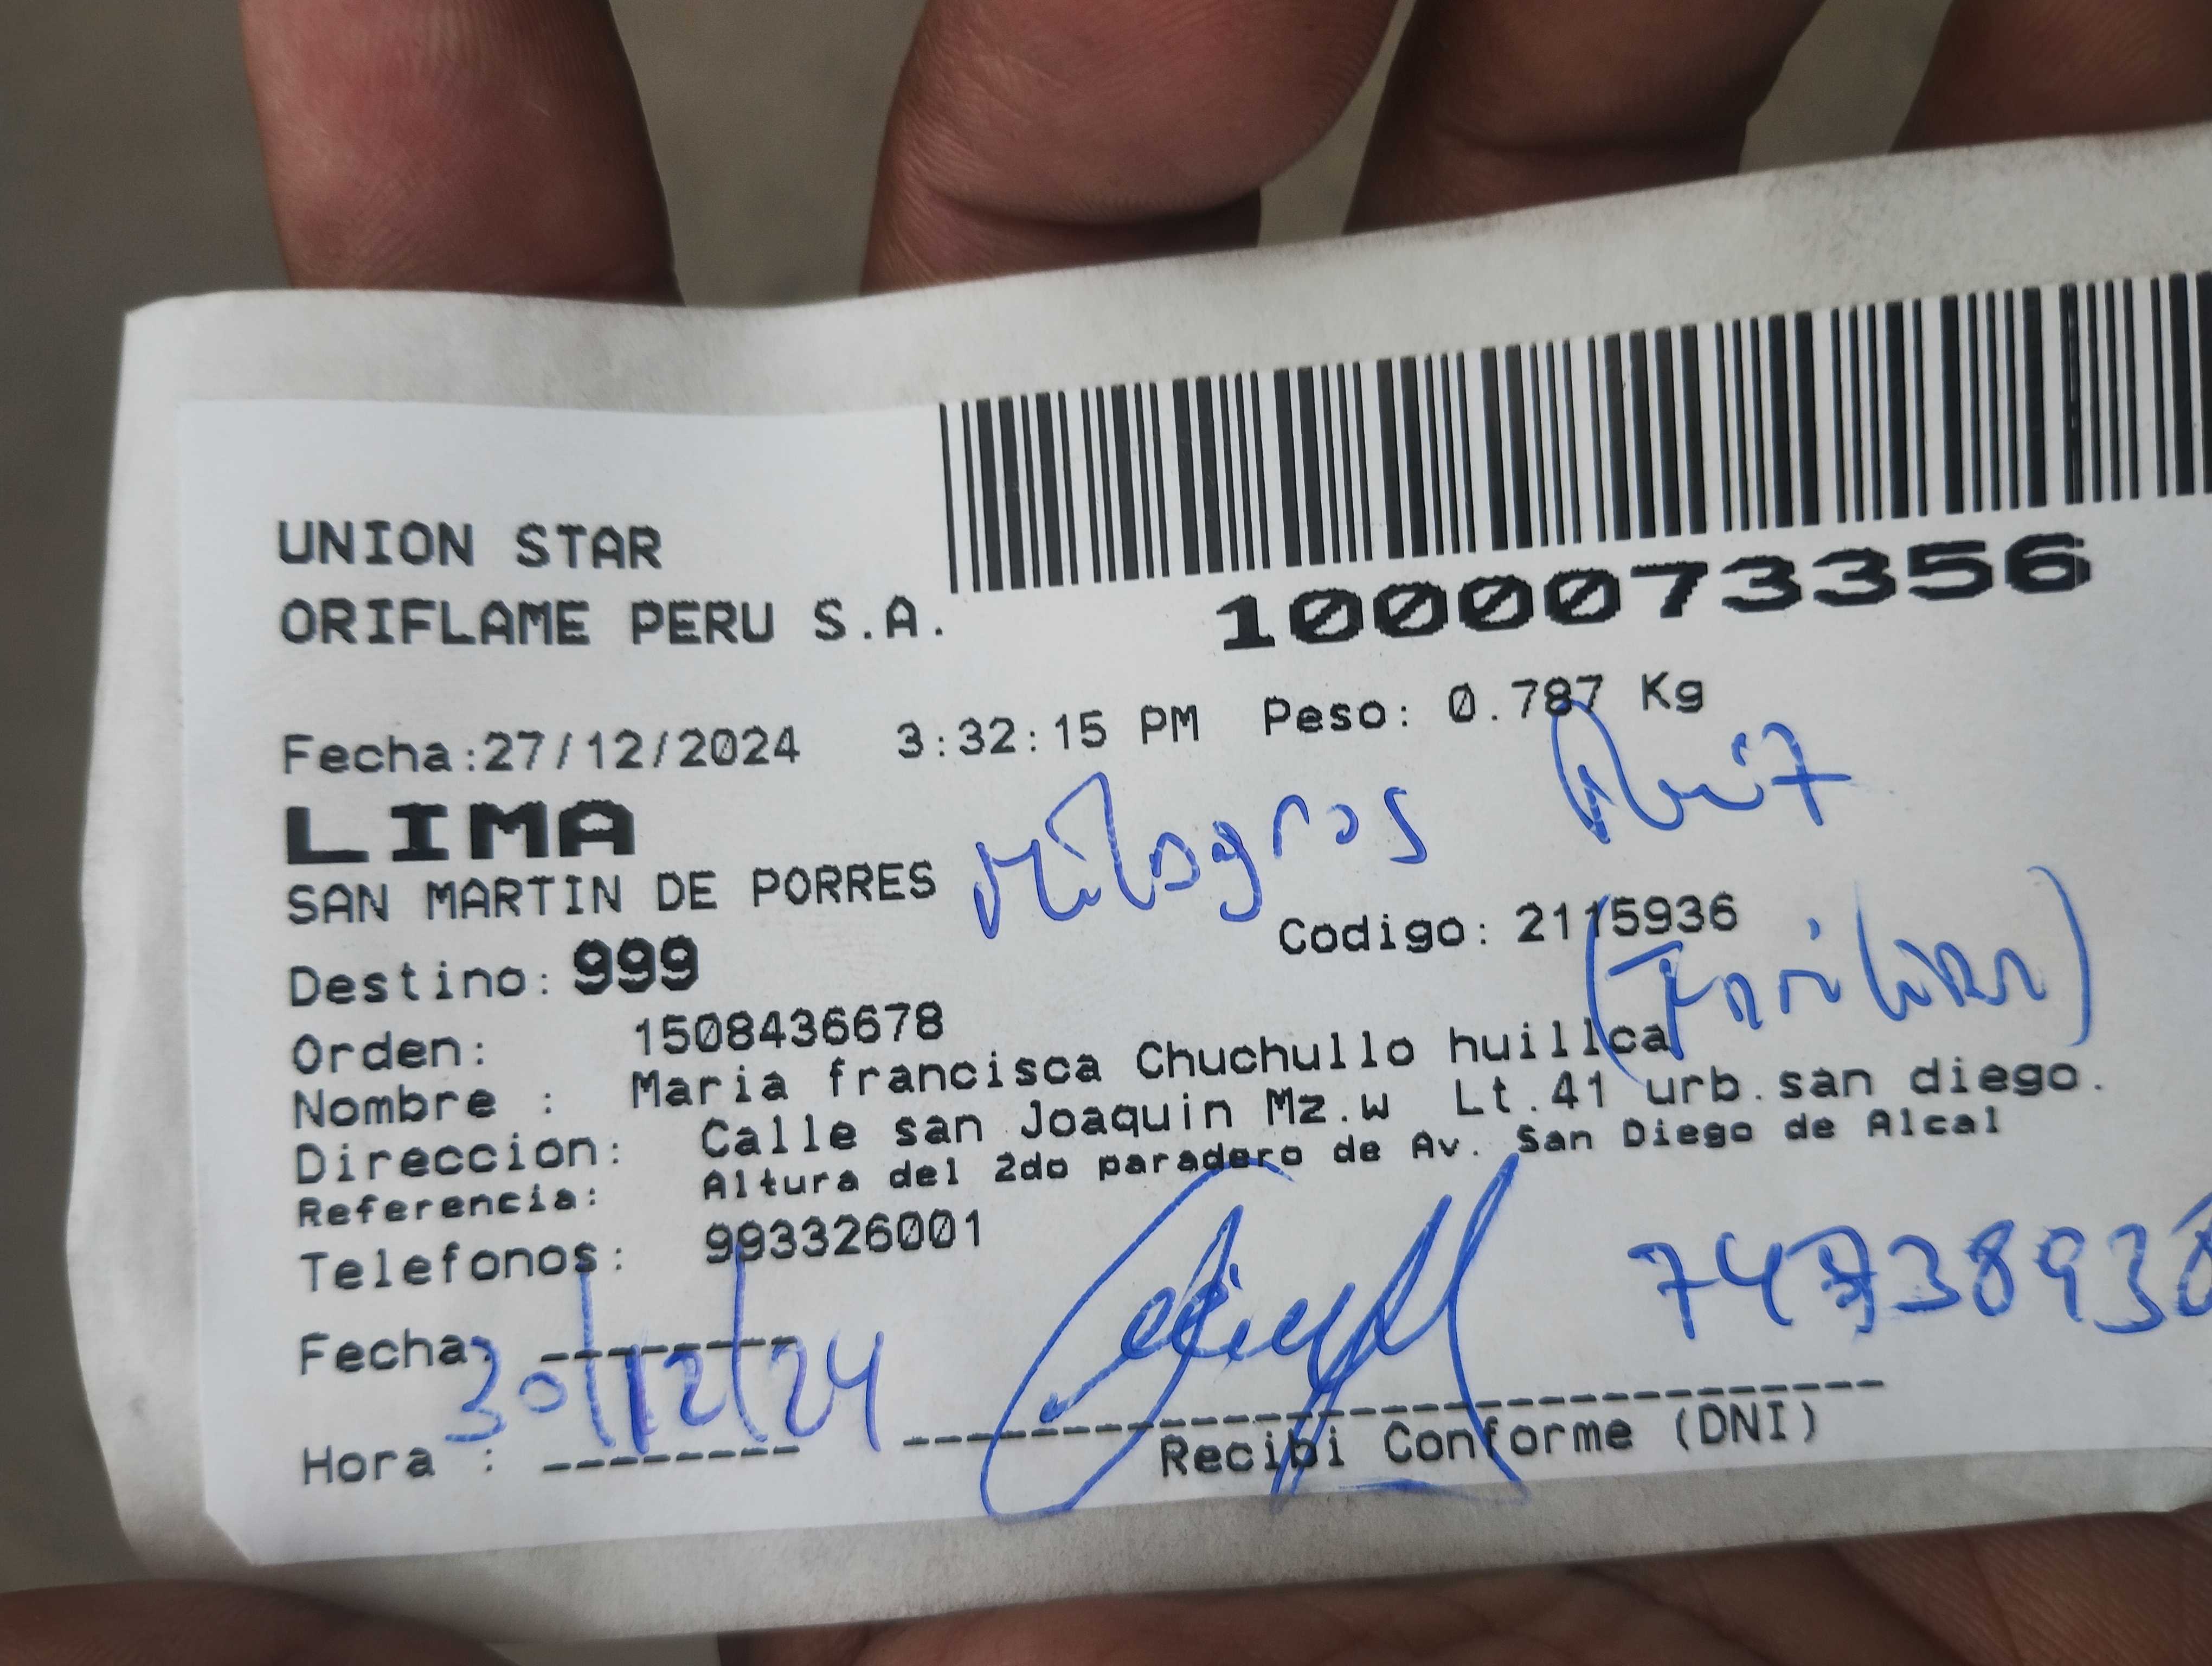 UNION STAR
ORIFLAME PERU S.A.
1000073356
Fecha:27/12/2024 3:32:15 PM Peso: 0.787 Kg
LIMA
Milagros Ruiz
SAN MARTIN DE PORRES
Codigo: 2115936
(Familiar)
Destino: 999
Orden: 1508436678
Nombre : Maria francisca Chuchullo huillca
Direccion: Calle san Joaquin Mz.w Lt.41 urb.san diego.
Referencia: Altura del 2do paradero de Av. San Diego de Alcal
Telefonos: 993326001
Fecha: 30/12/24
Hora :
Recibi Conforme (DNI)